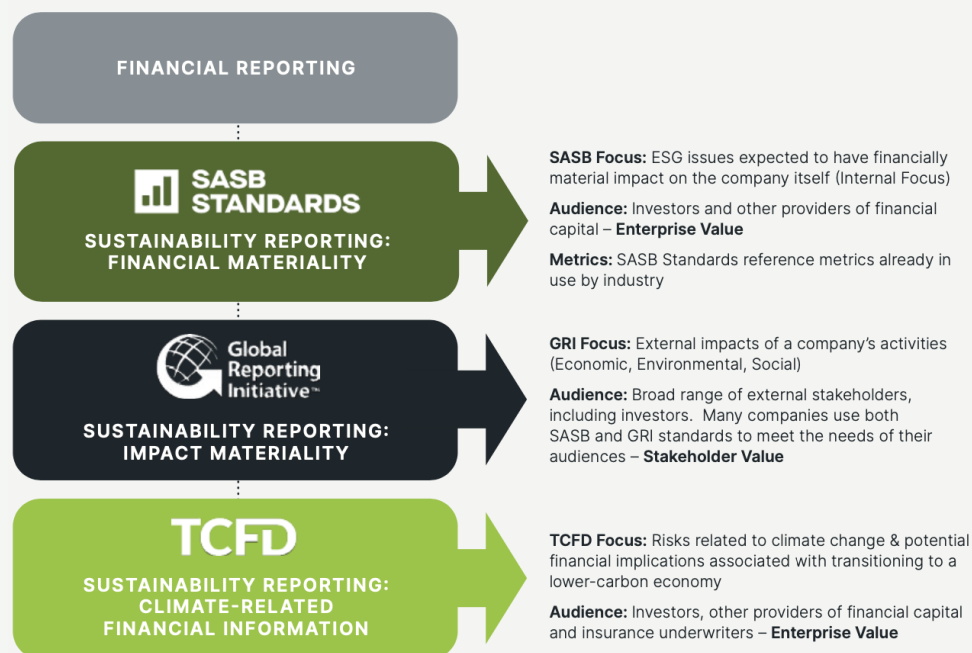 FINANCIAL REPORTING
SASB
STANDARDS
SUSTAINABILITY REPORTING:
FINANCIAL MATERIALITY
SASB Focus: ESG issues expected to have financially
material impact on the company itself (Internal Focus)
Audience: Investors and other providers of financial
capital – Enterprise Value
Metrics: SASB Standards reference metrics already in
use by industry
Global
Reporting
Initiative™
SUSTAINABILITY REPORTING:
IMPACT MATERIALITY
GRI Focus: External impacts of a company’s activities
(Economic, Environmental, Social)
Audience: Broad range of external stakeholders,
including investors.  Many companies use both
SASB and GRI standards to meet the needs of their
audiences – Stakeholder Value
TCFD
SUSTAINABILITY REPORTING:
CLIMATE-RELATED
FINANCIAL INFORMATION
TCFD Focus: Risks related to climate change & potential
financial implications associated with transitioning to a
lower-carbon economy
Audience: Investors, other providers of financial capital
and insurance underwriters – Enterprise Value